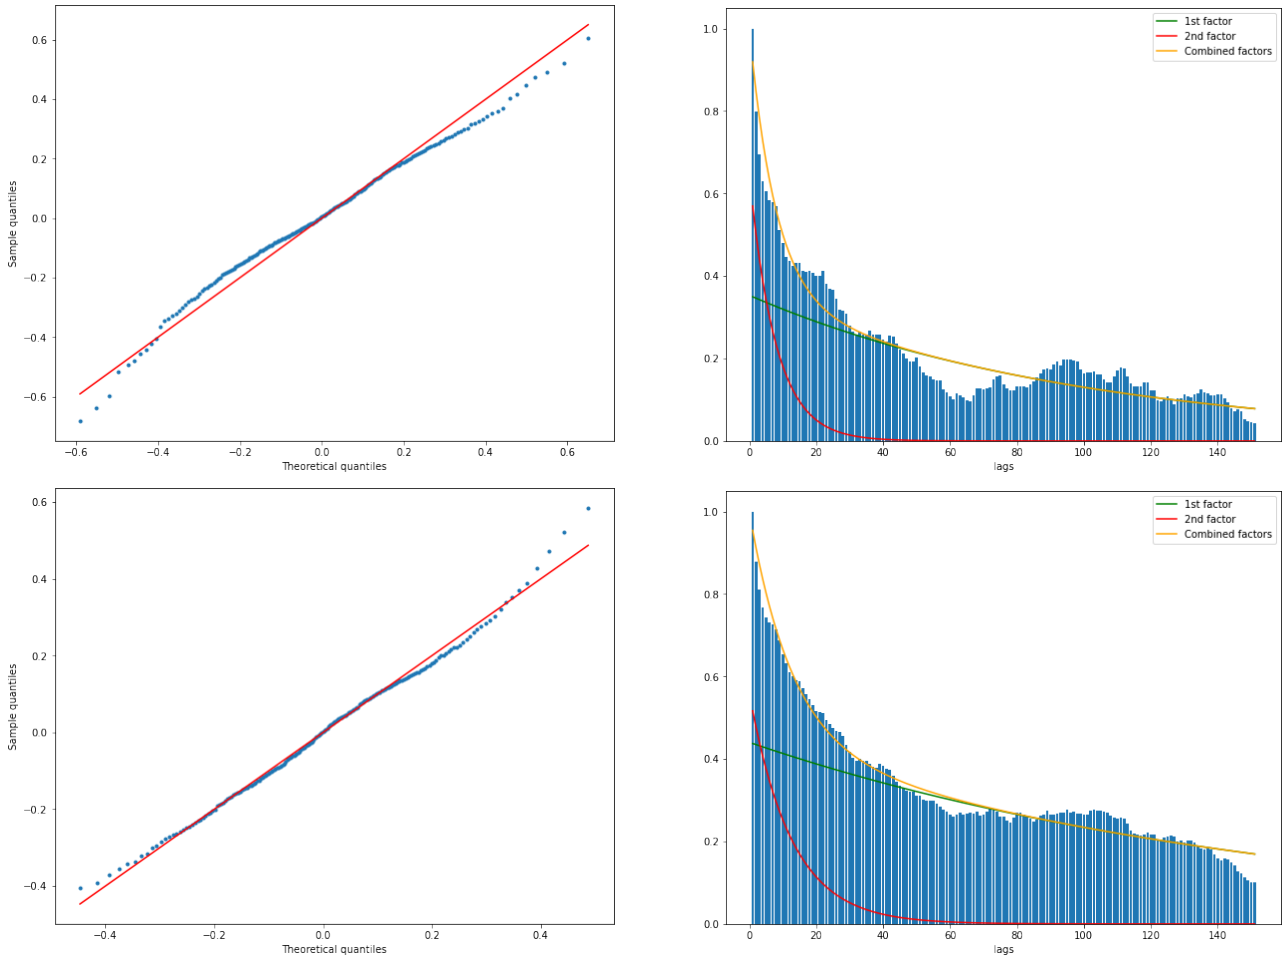 0.6
0.4
0.2
0.0
−0.2
−0.4
−0.6
Sample quantiles
−0.6 −0.4 −0.2 0.0 0.2 0.4 0.6
Theoretical quantiles
1st factor
2nd factor
Combined factors
1.0
0.8
0.6
0.4
0.2
0.0
0 20 40 60 80 100 120 140
lags
0.6
0.4
0.2
0.0
−0.2
−0.4
Sample quantiles
−0.4 −0.2 0.0 0.2 0.4
Theoretical quantiles
1st factor
2nd factor
Combined factors
1.0
0.8
0.6
0.4
0.2
0.0
0 20 40 60 80 100 120 140
lags